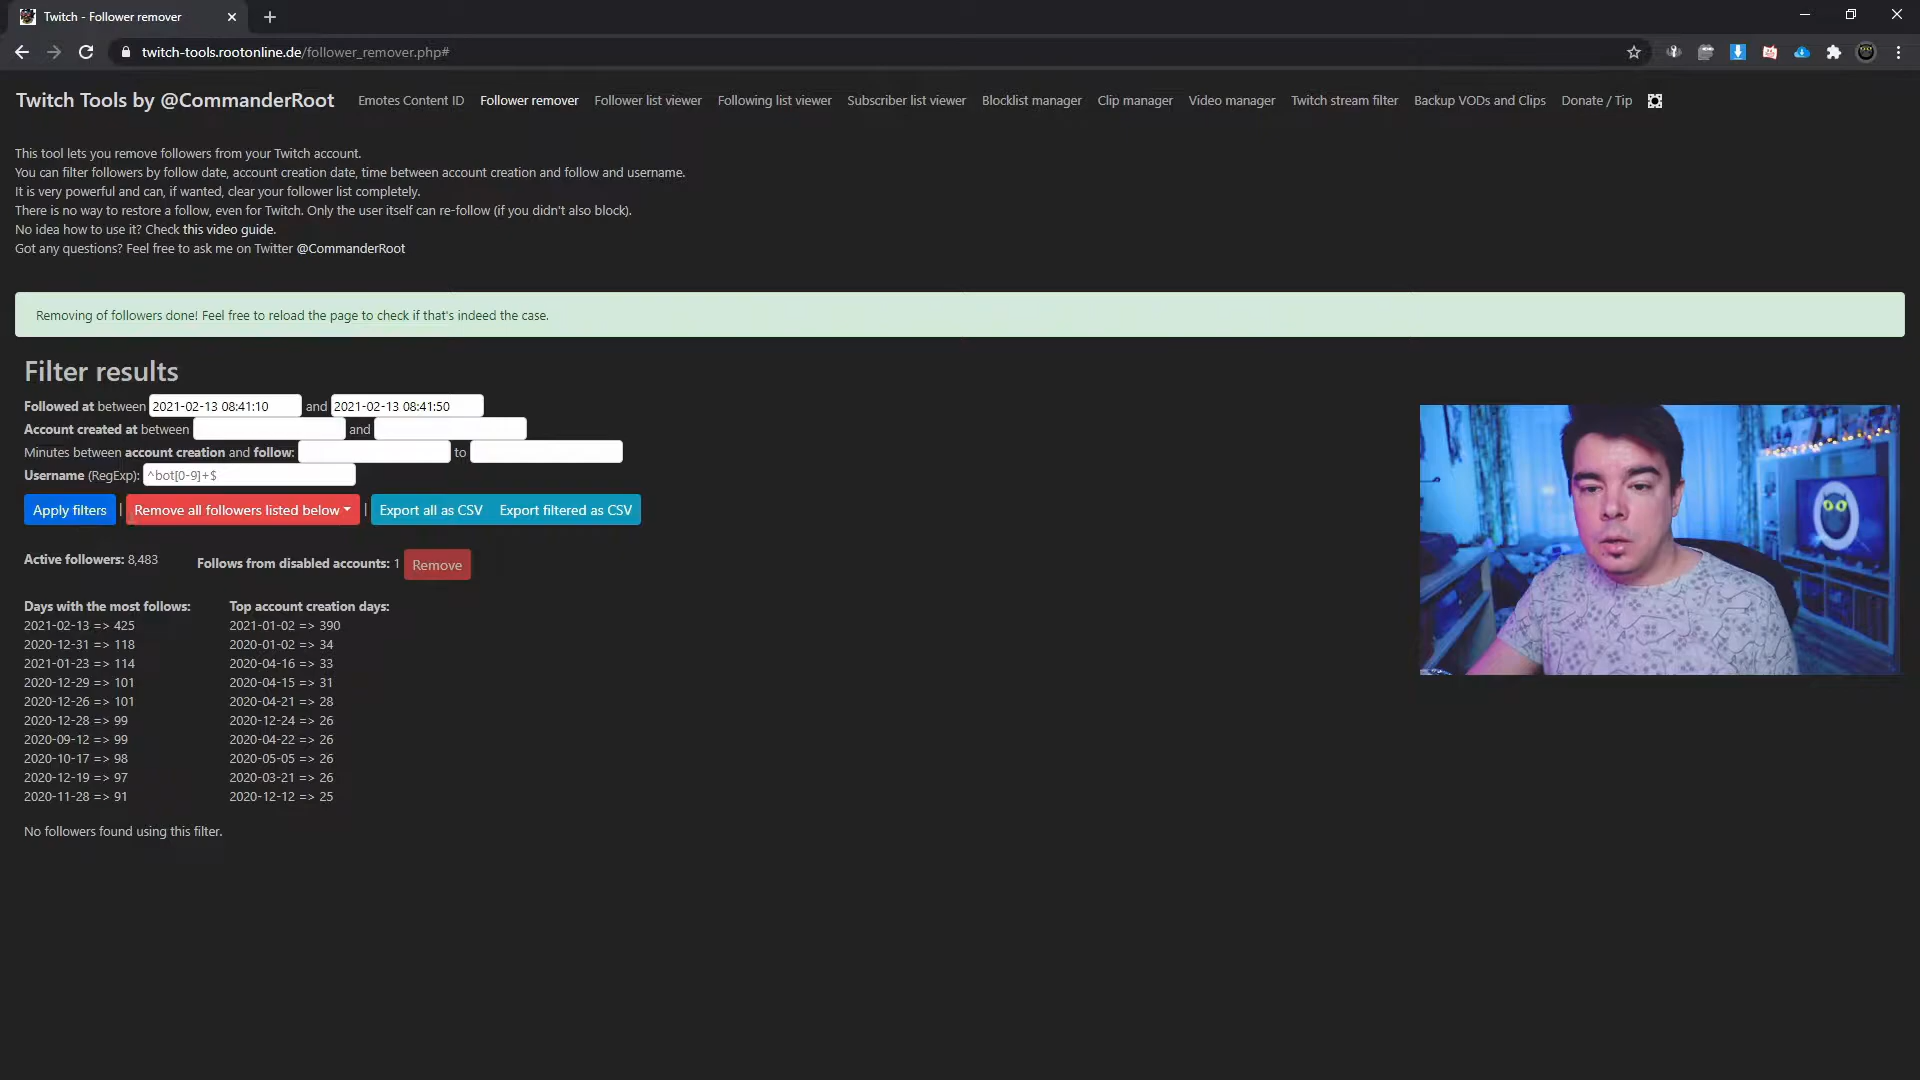 Twitch - Follower remover
twitch-tools.rootonline.de/follower_remover.php#
Twitch Tools by @CommanderRoot Emotes Content ID Follower remover Follower list viewer Following list viewer Subscriber list viewer Blocklist manager Clip manager Video manager Twitch stream filter Backup VODs and Clips Donate / Tip
This tool lets you remove followers from your Twitch account.
You can filter followers by follow date, account creation date, time between account creation and follow and username.
It is very powerful and can, if wanted, clear your follower list completely.
There is no way to restore a follow, even for Twitch. Only the user itself can re-follow (if you didn't also block).
No idea how to use it? Check this video guide.
Got any questions? Feel free to ask me on Twitter @CommanderRoot
Removing of followers done! Feel free to reload the page to check if that's indeed the case.
Filter results
Followed at between 2021-02-13 08:41:10 and 2021-02-13 08:41:50
Account created at between and
Minutes between account creation and follow: to
Username (RegExp): ^bot[0-9]+$
Apply filters | Remove all followers listed below | Export all as CSV Export filtered as CSV
Active followers: 8,483 Follows from disabled accounts: 1 Remove
Days with the most follows: Top account creation days:
2021-02-13 => 425 2021-01-02 => 390
2020-12-31 => 118 2020-01-02 => 34
2021-01-23 => 114 2020-04-16 => 33
2020-12-29 => 101 2020-04-15 => 31
2020-12-26 => 101 2020-04-21 => 28
2020-12-28 => 99 2020-12-24 => 26
2020-09-12 => 99 2020-04-22 => 26
2020-10-17 => 98 2020-05-05 => 26
2020-12-19 => 97 2020-03-21 => 26
2020-11-28 => 91 2020-12-12 => 25
No followers found using this filter.